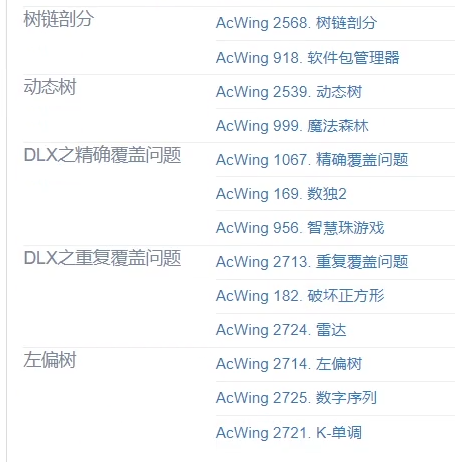 树链剖分 AcWing 2568. 树链剖分
AcWing 918. 软件包管理器
动态树 AcWing 2539. 动态树
AcWing 999. 魔法森林
DLX之精确覆盖问题 AcWing 1067. 精确覆盖问题
AcWing 169. 数独2
AcWing 956. 智慧珠游戏
DLX之重复覆盖问题 AcWing 2713. 重复覆盖问题
AcWing 182. 破坏正方形
AcWing 2724. 雷达
左偏树 AcWing 2714. 左偏树
AcWing 2725. 数字序列
AcWing 2721. K-单调